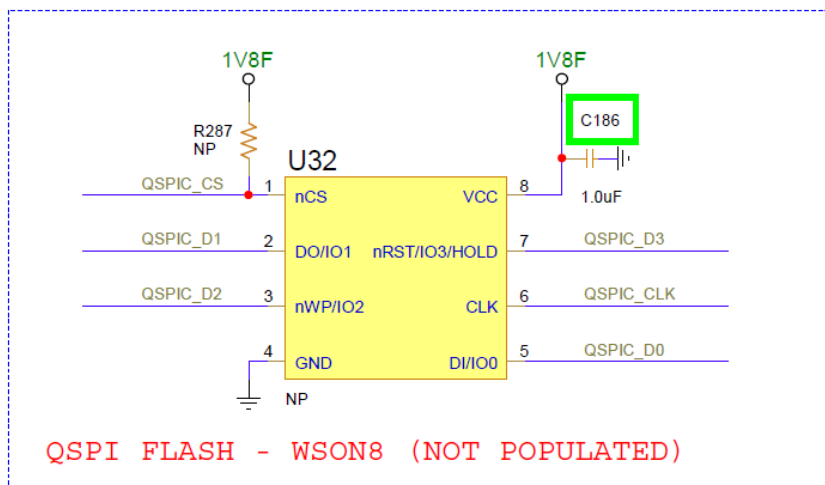 1V8F
1V8F
C186
R287
NP
U32
QSPIC_CS
1
nCS
VCC
8
1.0uF
QSPIC_D1
2
DO/IO1
nRST/IO3/HOLD
7
QSPIC_D3
QSPIC_D2
3
nWP/IO2
CLK
6
QSPIC_CLK
4
GND
DI/IO0
5
QSPIC_D0
NP
QSPI FLASH - WSON8 (NOT POPULATED)